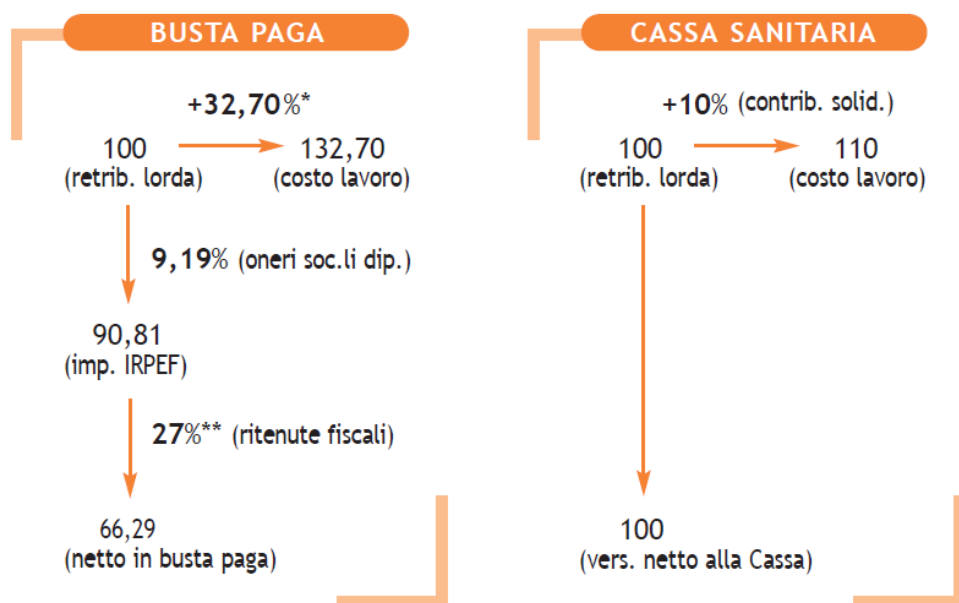 BUSTA PAGA
+32,70%*
100
132,70
(retrib. lorda)
(costo lavoro)
9,19% (oneri soc.li dip.)
90,81
(imp. IRPEF)
27%** (ritenute fiscali)
66,29
(netto in busta paga)
CASSA SANITARIA
+10% (contrib. solid.)
100
110
(retrib. lorda)
(costo lavoro)
100
(vers. netto alla Cassa)